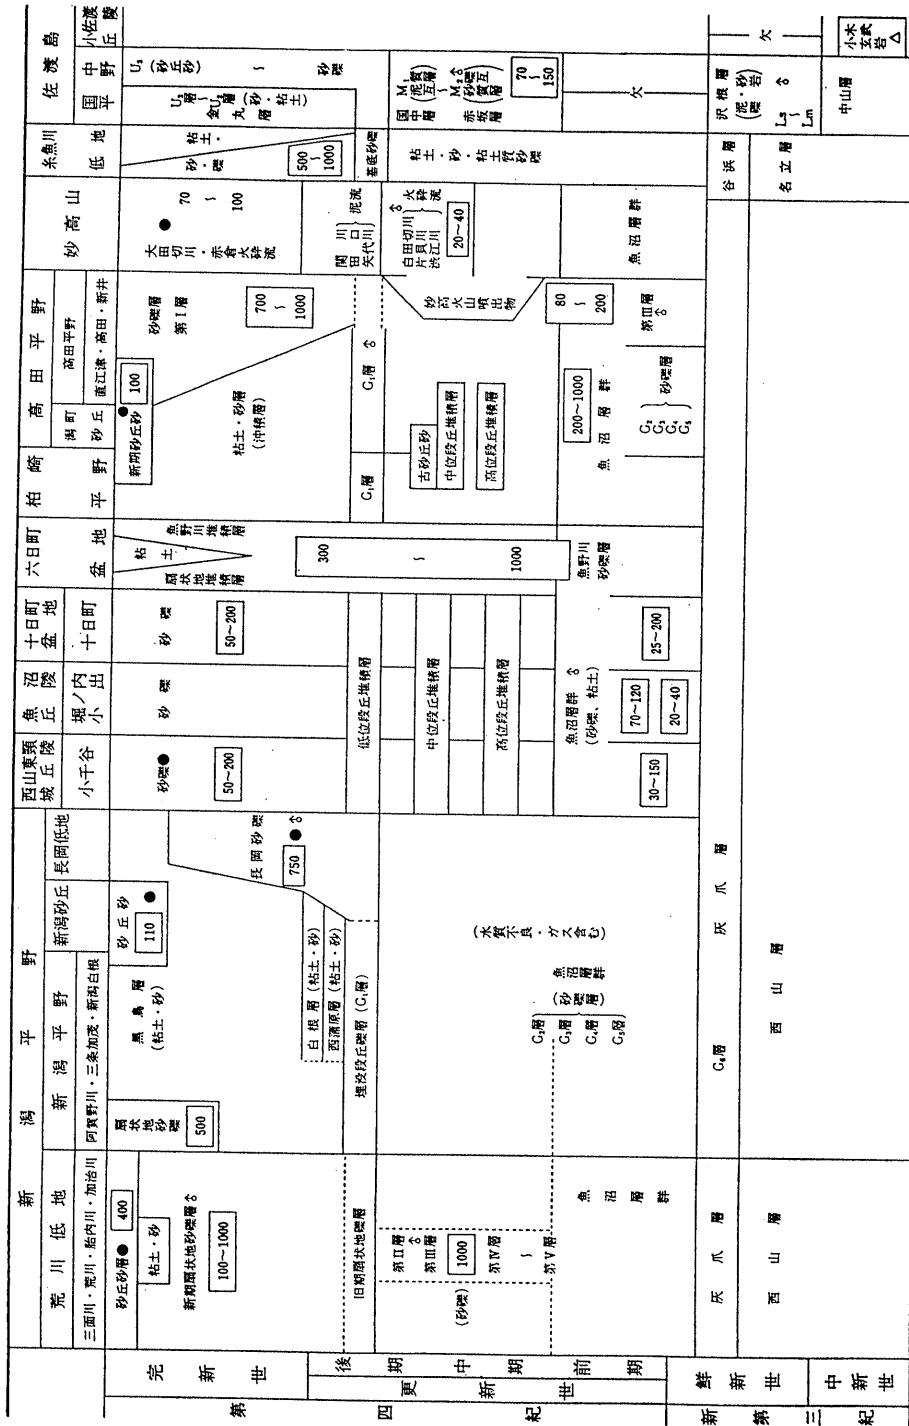 新潟平野
荒川低地
三面川・荒川・胎内川・加治川
新潟平野
阿賀野川・三条加茂・新潟白根
新潟砂丘
長岡低地
西山東頸城丘陵
小千谷
魚沼丘陵
堀ノ内
小出
十日町盆地
十日町
六日町盆地
柏崎平野
高田平野
潟町砂丘
高田平野
直江津・高田・新井
妙高山
糸魚川低地
佐渡島
国中平野
小佐渡丘陵
第四紀
完新世
更新世
後期
中期
前期
新第三紀
鮮新世
中新世
砂丘砂層●
400
粘土・砂
新期扇状地砂礫層♂
100~1000
旧期扇状地礫層
第Ⅱ層
♂
第Ⅲ層
1000
第Ⅳ層
~
第Ⅴ層
(砂礫)
魚沼層群
灰爪層
西山層
扇状地砂礫
500
黒鳥層
(粘土・砂)
砂丘砂
110
●
白根層(粘土・砂)
西蒲原層(粘土・砂)
埋没段丘礫層(C₁層)
長岡砂礫
750
●♂
(水質不良・ガス含む)
魚沼層群
(砂礫層)
C₂層
C₃層
C₄層
C₅層
C₆層
灰爪層
西山層
砂礫●
50~200
砂礫
砂礫
50~200
低位段丘堆積層
中位段丘堆積層
高位段丘堆積層
魚沼層群♂
(砂礫、粘土)
30~150
70~120
20~40
25~200
扇状地堆積層
粘土
魚野川堆積層
300
~
1000
魚野川砂礫層
新期砂丘砂
●
100
粘土・砂層
(沖積層)
砂礫層
第Ⅰ層
700
~
1000
C₁層
C₁層♂
古砂丘砂
中位段丘堆積層
高位段丘堆積層
妙高火山噴出物
200~1000
魚沼層群
80
~
200
第Ⅲ層
♂
C₂
C₃
C₄
C₅
砂礫層
●
70
~
100
大田切川・赤倉火砕流
関川
田口
矢代川
泥流
白田切川
片貝川
渋江川
♂
火砕流
20~40
魚沼層群
粘土・
砂・礫
500
~
1000
基底砂礫
粘土・砂・粘土質砂礫
谷浜層
名立層
U₃(砂丘砂)
~
砂礫
U₁層~U₂層
金丸層(砂・粘土)
国中層
M₁(泥質互層)
~
M₂♂(砂質互層)
赤坂層
70
~
150
欠
沢根層
(泥・砂礫岩)
♂
Ls
~
Lm
中山層
欠
小木玄武岩
△